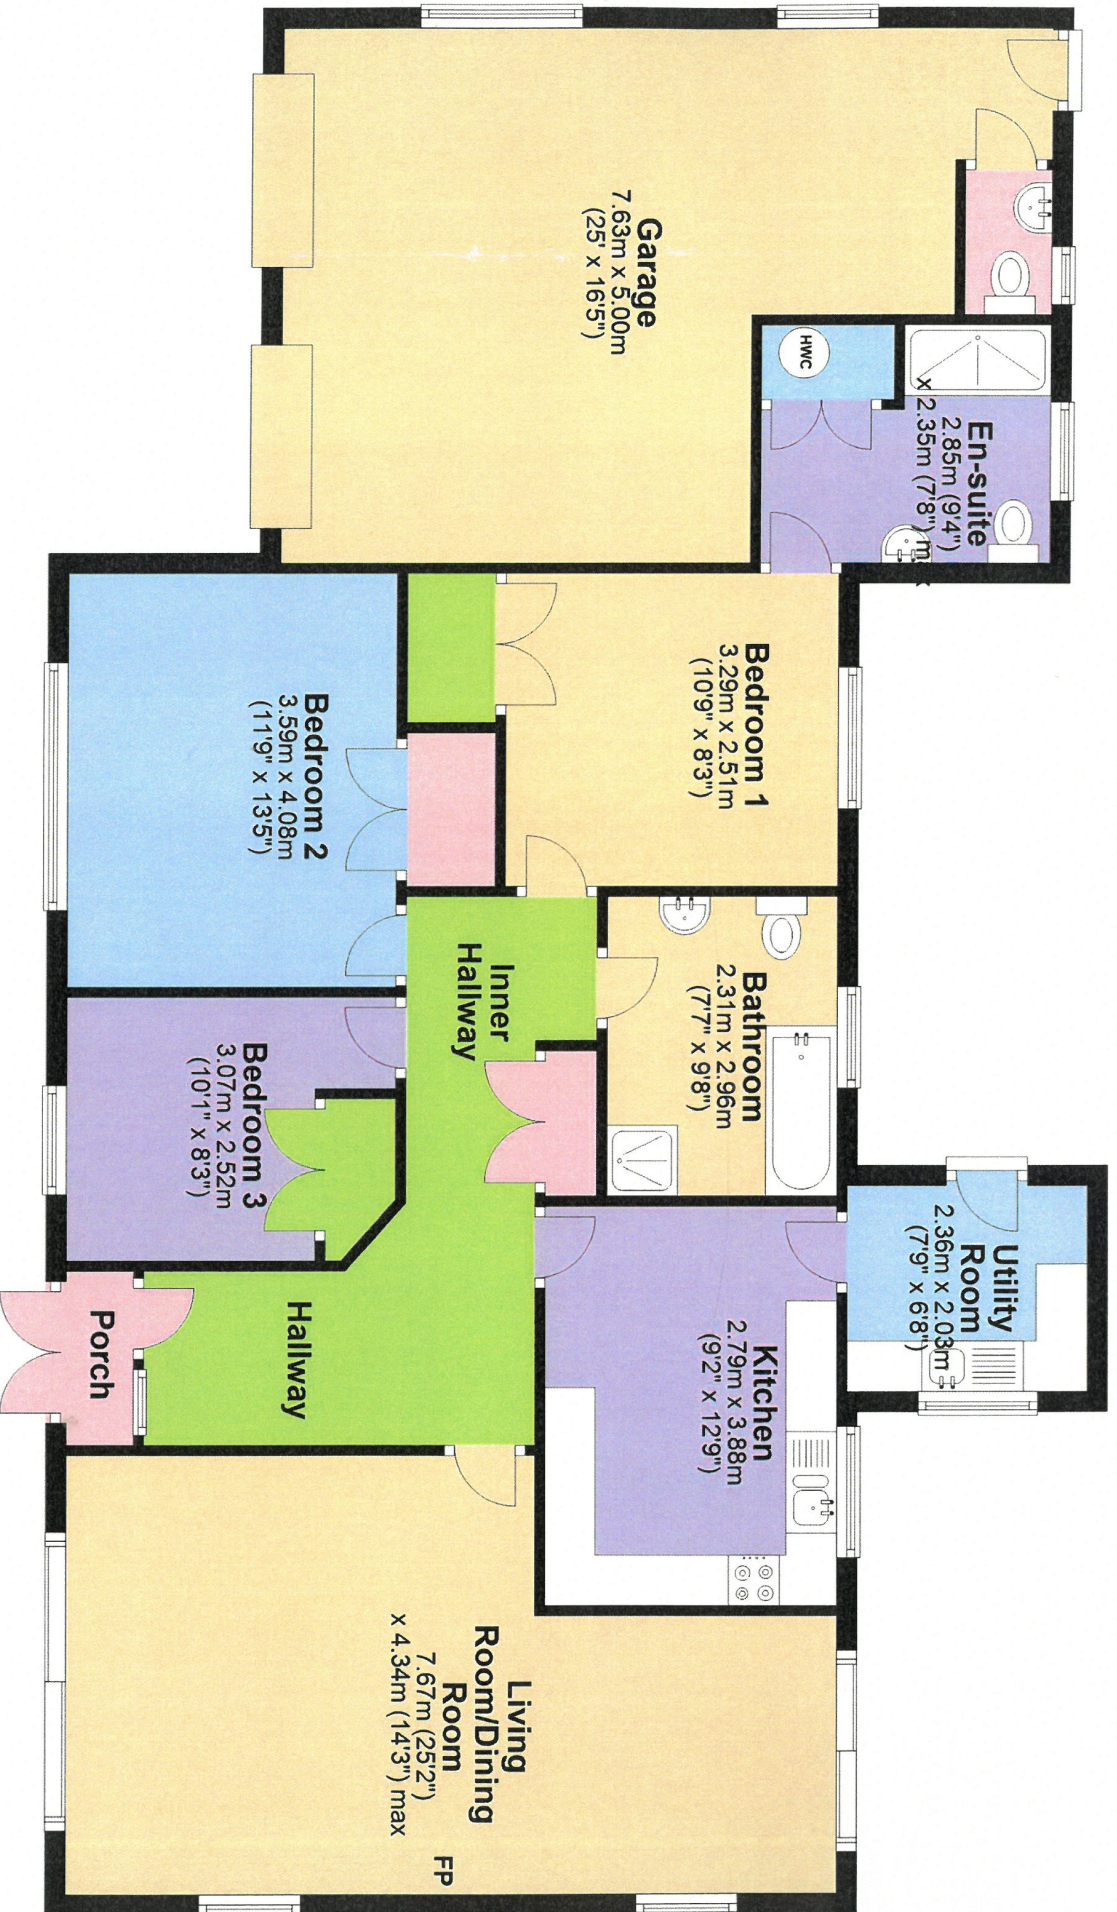 Garage
7.63m x 5.00m
(25' x 16'5")
HWC
En-suite
2.85m (9'4")
x 2.35m (7'8") max
Bedroom 1
3.29m x 2.51m
(10'9" x 8'3")
Bedroom 2
3.59m x 4.08m
(11'9" x 13'5")
Inner
Hallway
Bathroom
2.31m x 2.96m
(7'7" x 9'8")
Bedroom 3
3.07m x 2.52m
(10'1" x 8'3")
Utility
Room
2.36m x 2.03m
(7'9" x 6'8")
Kitchen
2.79m x 3.88m
(9'2" x 12'9")
Hallway
Porch
Living
Room/Dining
Room
7.67m (25'2")
x 4.34m (14'3") max
FP